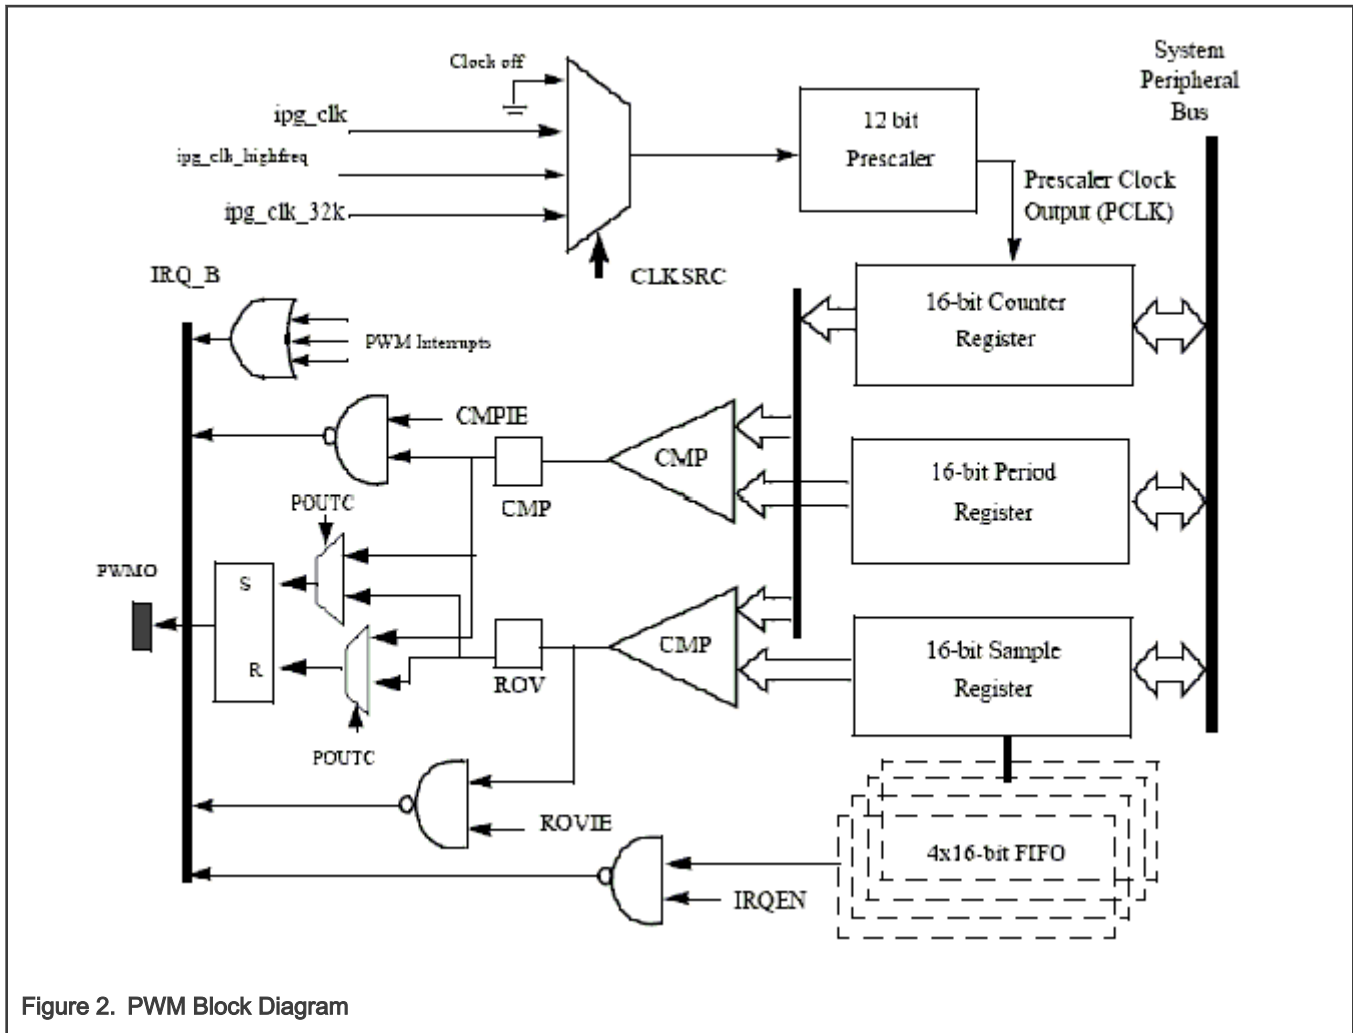 Clock off
ipg_clk
ipg_clk_highfreq
ipg_clk_32k
CLKSRC
12 bit
Prescaler
System
Peripheral
Bus
Prescaler Clock
Output (PCLK)
IRQ_B
PWM Interrupts
16-bit Counter
Register
CMPIE
CMP
CMP
16-bit Period
Register
POUTC
PWMO
S
R
ROV
CMP
16-bit Sample
Register
POUTC
ROVIE
4x16-bit FIFO
IRQEN
Figure 2. PWM Block Diagram